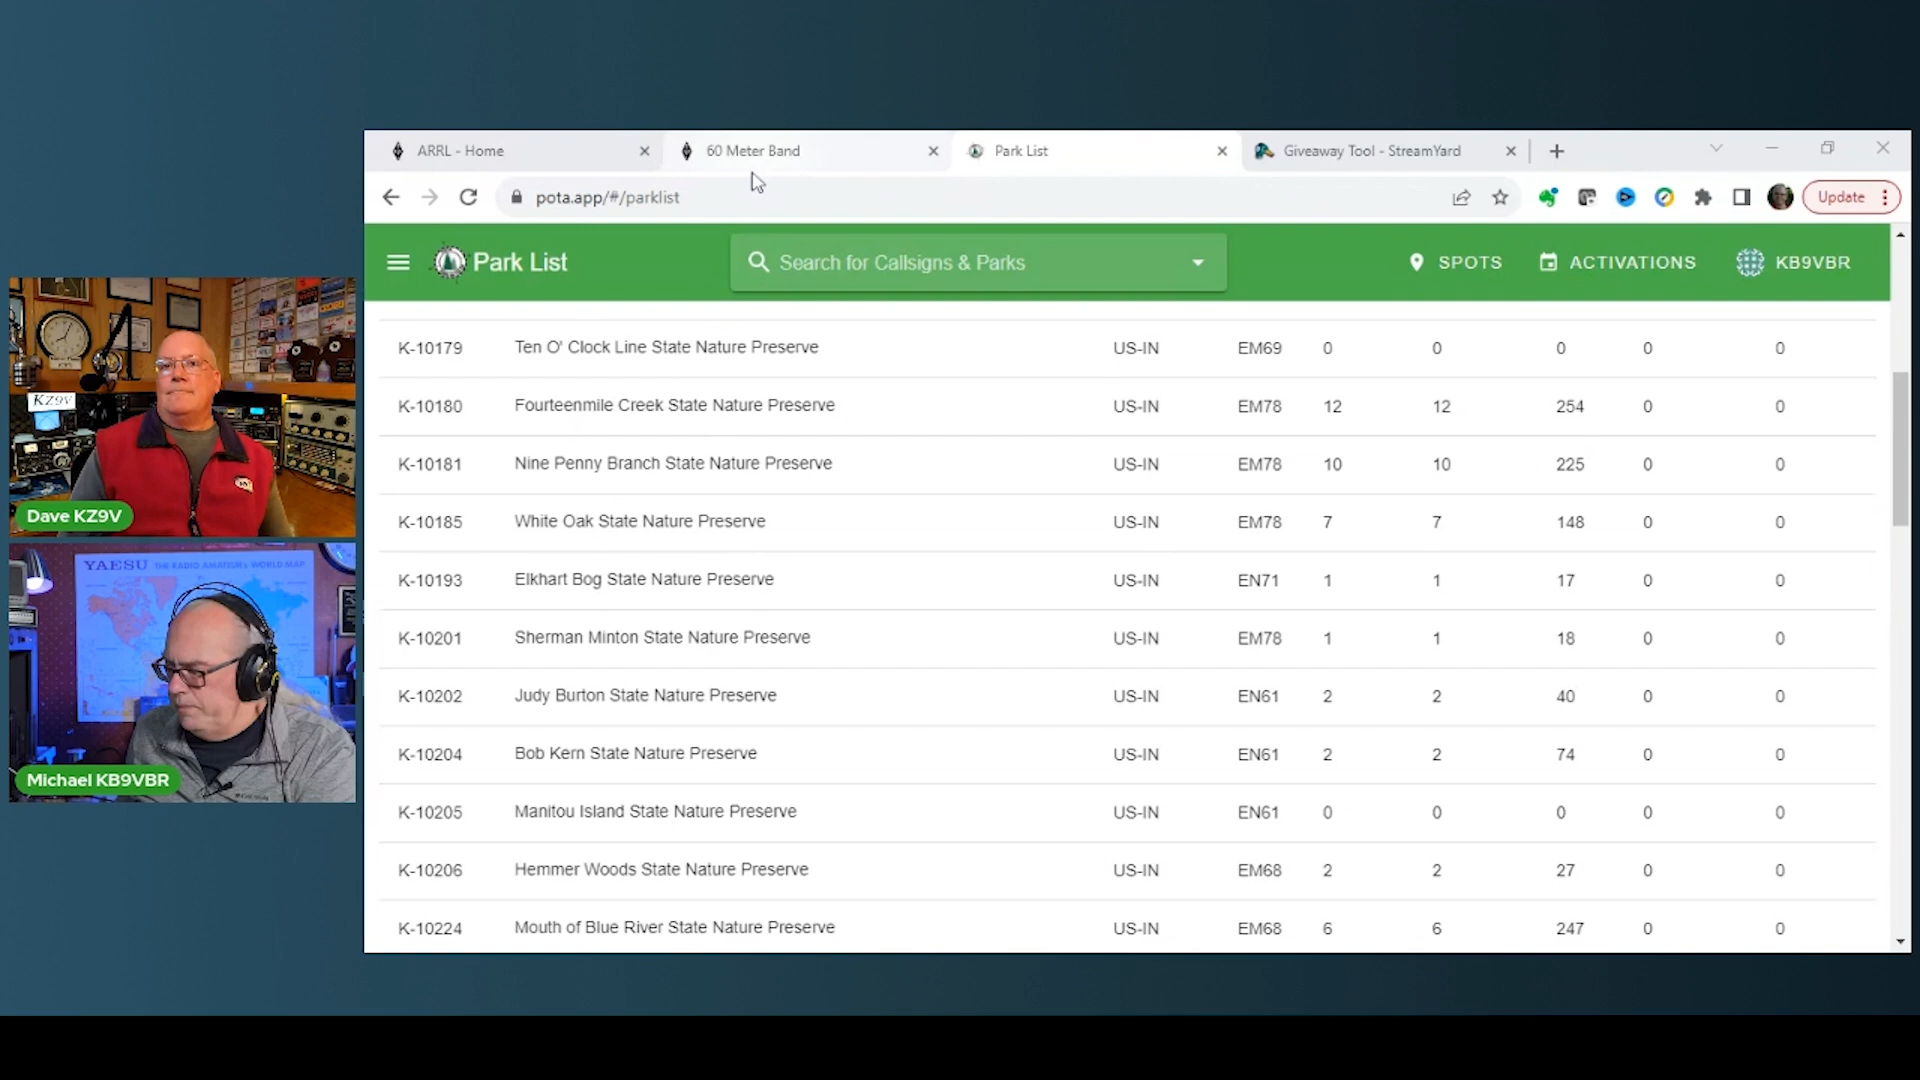 ARRL - Home
60 Meter Band
Park List
Giveaway Tool - StreamYard
pota.app/#/parklist
Update
Park List
Search for Callsigns & Parks
SPOTS
ACTIVATIONS
KB9VBR
K-10179 Ten O' Clock Line State Nature Preserve US-IN EM69 0 0 0 0 0
K-10180 Fourteenmile Creek State Nature Preserve US-IN EM78 12 12 254 0 0
K-10181 Nine Penny Branch State Nature Preserve US-IN EM78 10 10 225 0 0
K-10185 White Oak State Nature Preserve US-IN EM78 7 7 148 0 0
K-10193 Elkhart Bog State Nature Preserve US-IN EN71 1 1 17 0 0
K-10201 Sherman Minton State Nature Preserve US-IN EM78 1 1 18 0 0
K-10202 Judy Burton State Nature Preserve US-IN EN61 2 2 40 0 0
K-10204 Bob Kern State Nature Preserve US-IN EN61 2 2 74 0 0
K-10205 Manitou Island State Nature Preserve US-IN EN61 0 0 0 0 0
K-10206 Hemmer Woods State Nature Preserve US-IN EM68 2 2 27 0 0
K-10224 Mouth of Blue River State Nature Preserve US-IN EM68 6 6 247 0 0
KZ9V
Dave KZ9V
YAESU THE RADIO AMATEUR's WORLD MAP
Michael KB9VBR